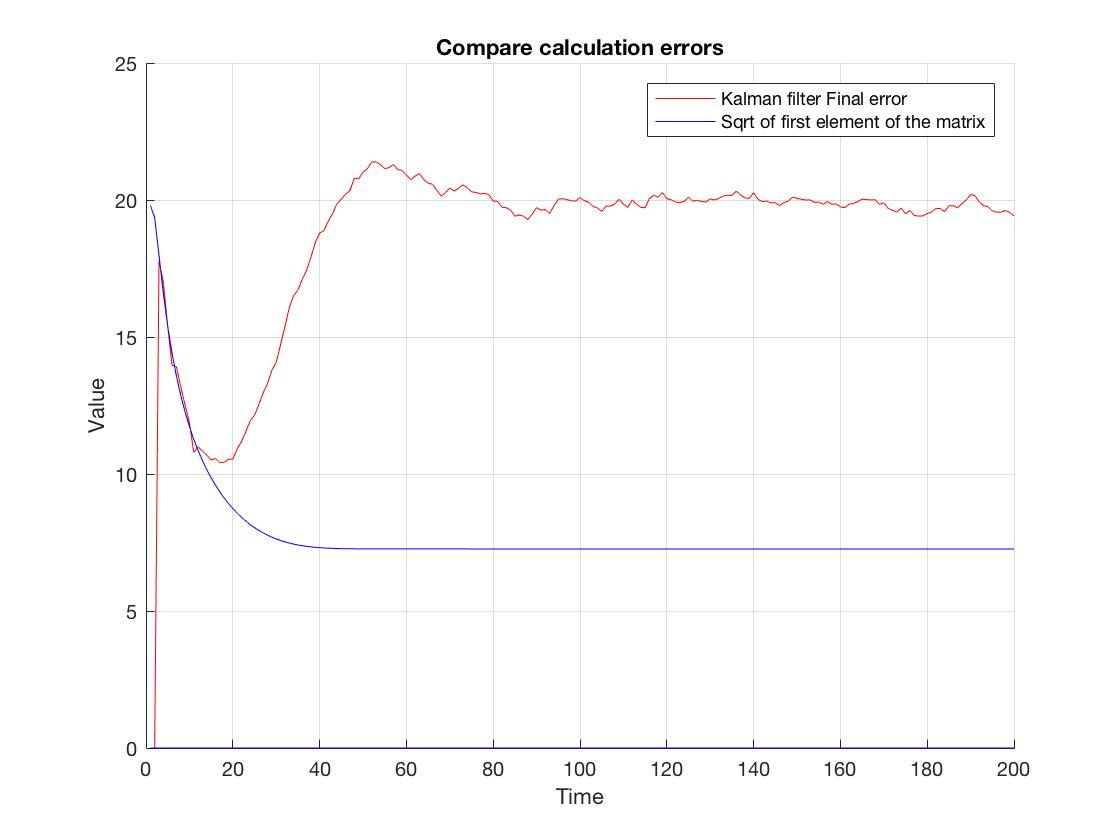 Compare calculation errors
Kalman filter Final error
Sqrt of first element of the matrix
25
20
15
10
5
0
Value
0 20 40 60 80 100 120 140 160 180 200
Time